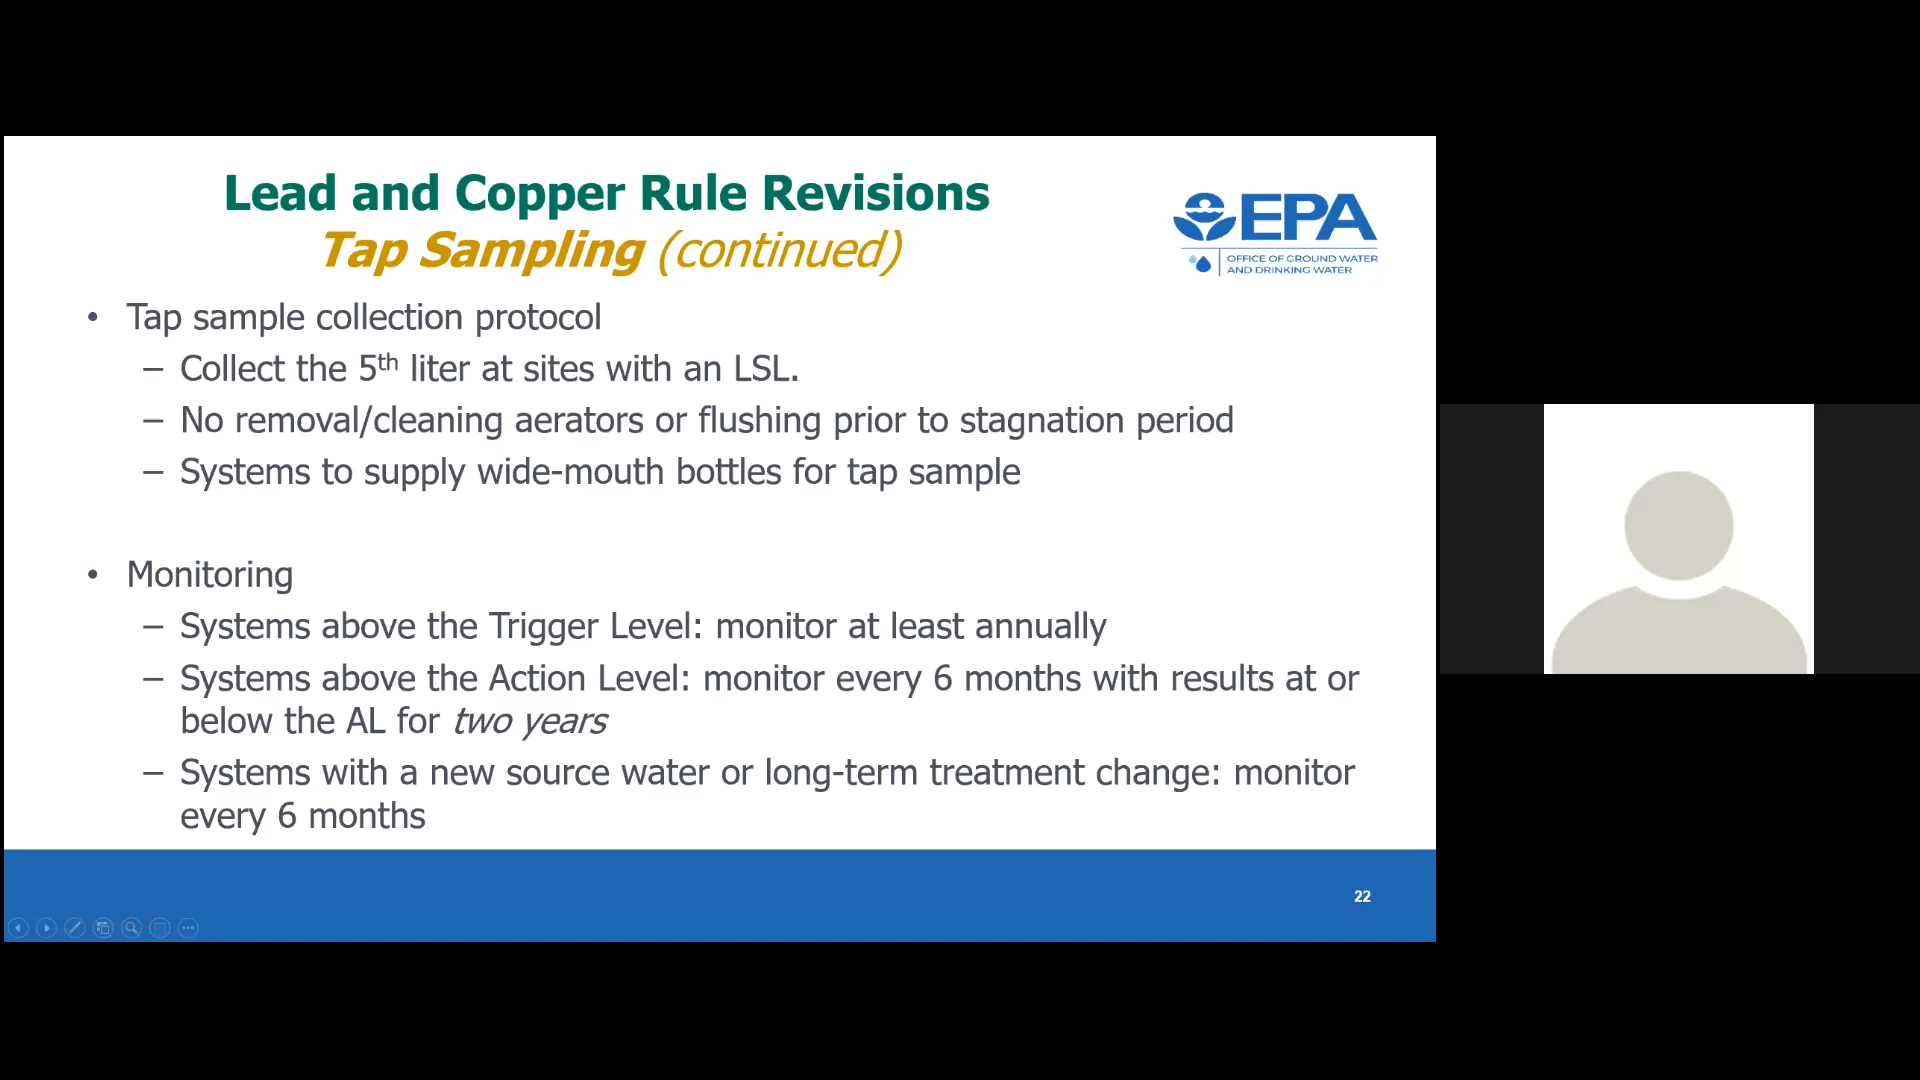 Lead and Copper Rule Revisions
Tap Sampling (continued)
EPA
OFFICE OF GROUND WATER
AND DRINKING WATER
• Tap sample collection protocol
– Collect the 5th liter at sites with an LSL.
– No removal/cleaning aerators or flushing prior to stagnation period
– Systems to supply wide-mouth bottles for tap sample
• Monitoring
– Systems above the Trigger Level: monitor at least annually
– Systems above the Action Level: monitor every 6 months with results at or
below the AL for two years
– Systems with a new source water or long-term treatment change: monitor
every 6 months
22